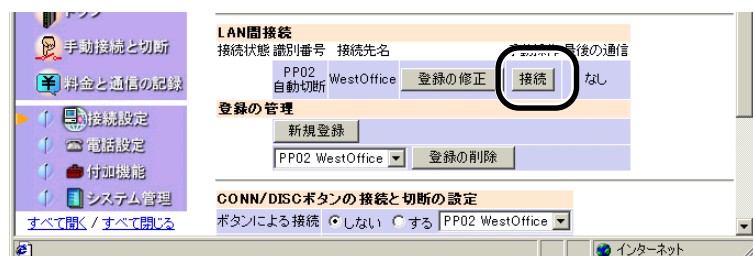 トップ
手動接続と切断
料金と通信の記録
接続設定
電話設定
付加機能
システム管理
すべて開く / すべて閉じる
LAN間接続
接続状態 識別番号 接続先名 手動操作 最後の通信
PP02
自動切断 WestOffice 登録の修正 接続 なし
登録の管理
新規登録
PP02 WestOffice 登録の削除
CONN/DISCボタンの接続と切断の設定
ボタンによる接続 しない する PP02 WestOffice
インターネット